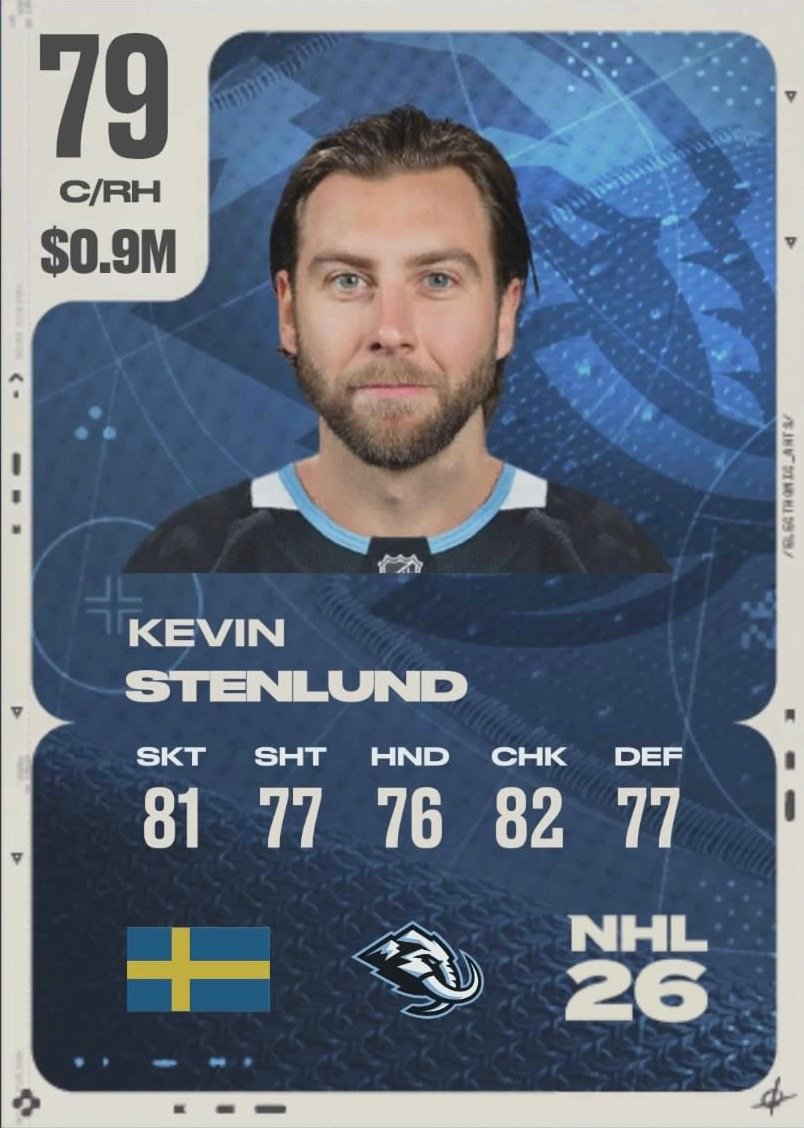 79
C/RH
$0.9M
KEVIN
STENLUND
SKT SHT HND CHK DEF
81 77 76 82 77
NHL
26